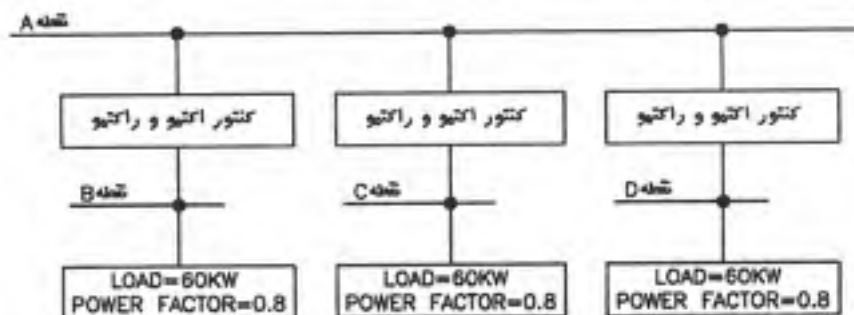 نقطه A
کنتور اکتیو و راکتیو
کنتور اکتیو و راکتیو
کنتور اکتیو و راکتیو
نقطه B
نقطه C
نقطه D
LOAD=60KW
POWER FACTOR=0.8
LOAD=60KW
POWER FACTOR=0.8
LOAD=60KW
POWER FACTOR=0.8